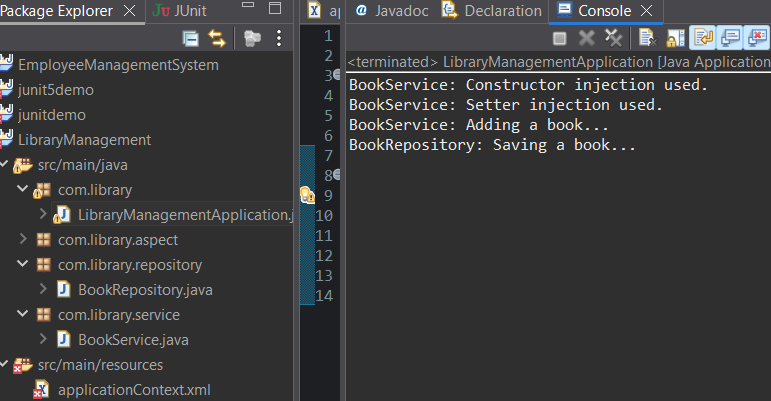 Package Explorer
JUnit
EmployeeManagementSystem
junit5demo
junitdemo
LibraryManagement
src/main/java
com.library
LibraryManagementApplication.j
com.library.aspect
com.library.repository
BookRepository.java
com.library.service
BookService.java
src/main/resources
applicationContext.xml
1
2
3
4
5
6
7
8
9
10
11
12
13
14
Javadoc
Declaration
Console
<terminated> LibraryManagementApplication [Java Application
BookService: Constructor injection used.
BookService: Setter injection used.
BookService: Adding a book...
BookRepository: Saving a book...